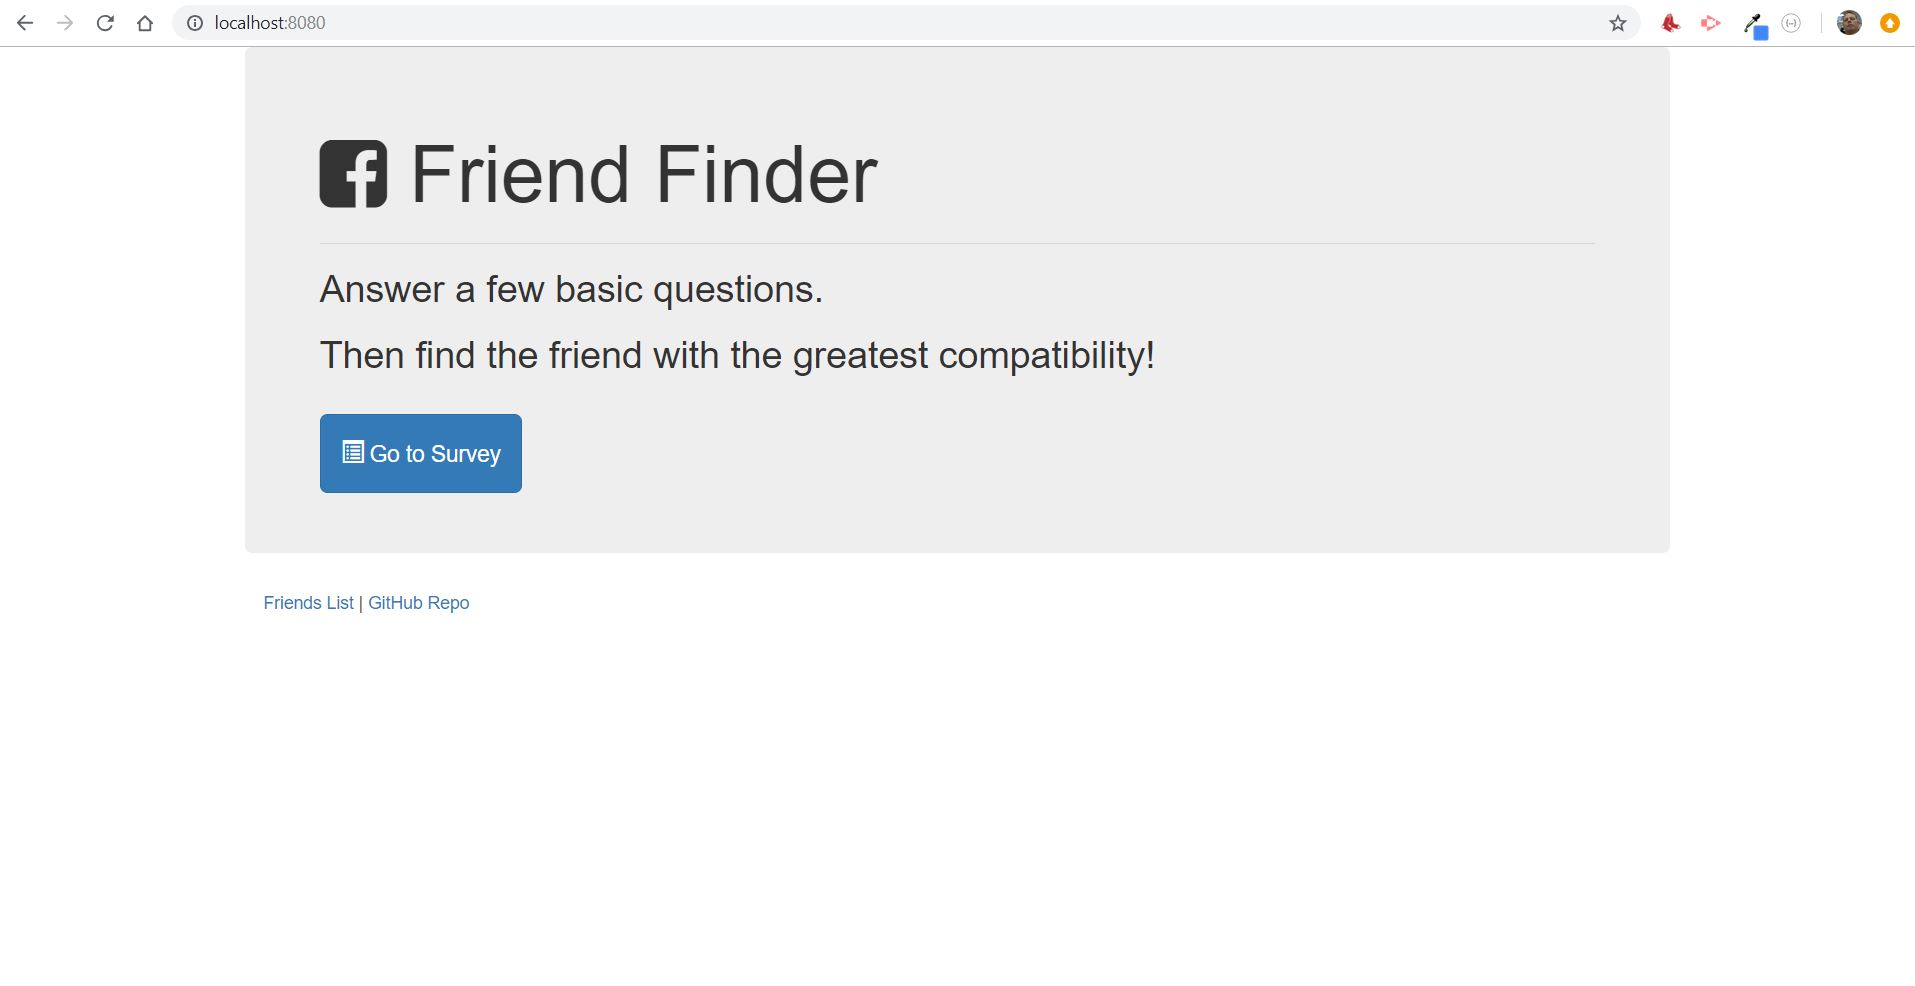 localhost:8080
Friend Finder
Answer a few basic questions.
Then find the friend with the greatest compatibility!
Go to Survey
Friends List | GitHub Repo